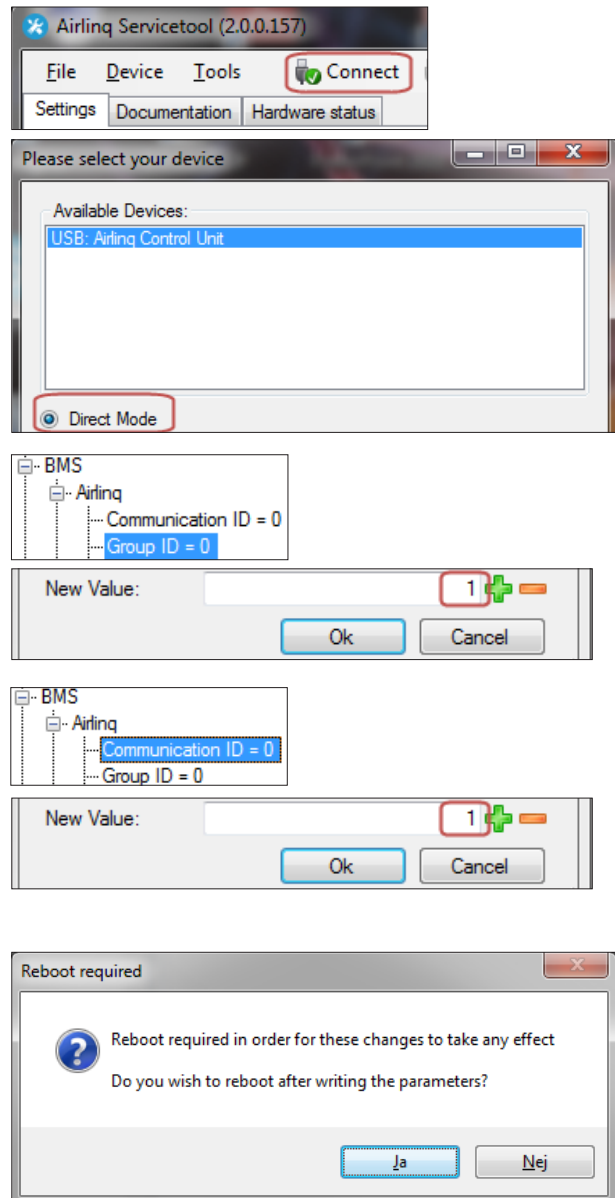 Airlinq Servicetool (2.0.0.157)
File Device Tools Connect
Settings Documentation Hardware status
Please select your device
Available Devices:
USB: Airlinq Control Unit
Direct Mode
BMS
Airlinq
Communication ID = 0
Group ID = 0
New Value: 1
Ok Cancel
BMS
Airlinq
Communication ID = 0
Group ID = 0
New Value: 1
Ok Cancel
Reboot required
Reboot required in order for these changes to take any effect
Do you wish to reboot after writing the parameters?
Ja Nej